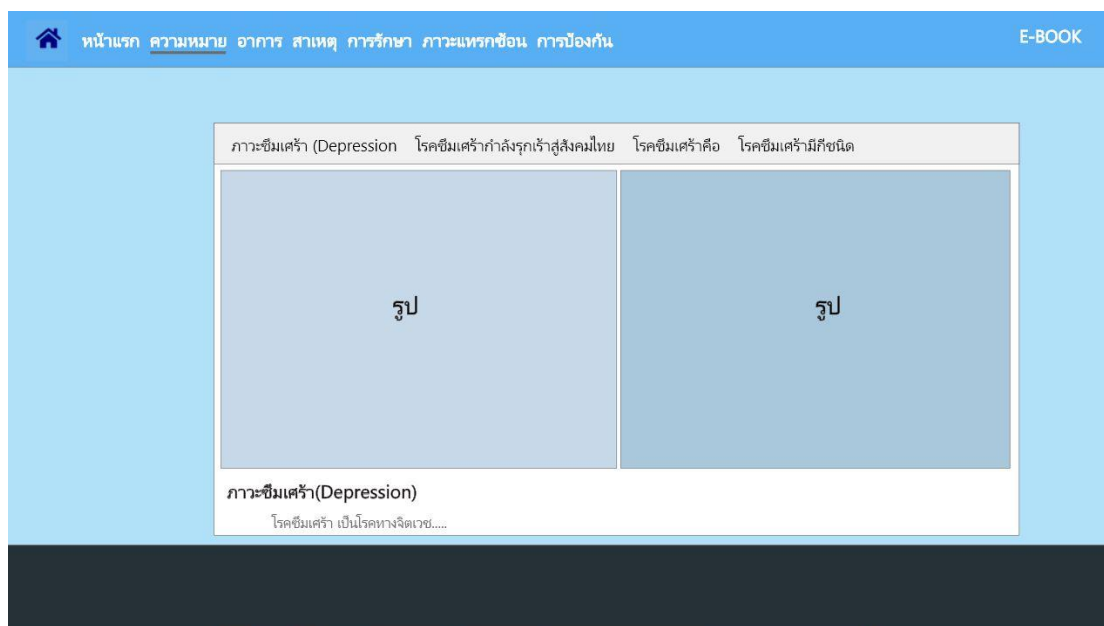 หน้าแรก ความหมาย อาการ สาเหตุ การรักษา ภาวะแทรกซ้อน การป้องกัน E-BOOK
ภาวะซึมเศร้า (Depression โรคซึมเศร้ากำลังรุกเร้าสู่สังคมไทย โรคซึมเศร้าคือ โรคซึมเศร้ามีกีชนิด
รูป รูป
ภาวะซึมเศร้า(Depression)
โรคซึมเศร้า เป็นโรคทางจิตเวช.....